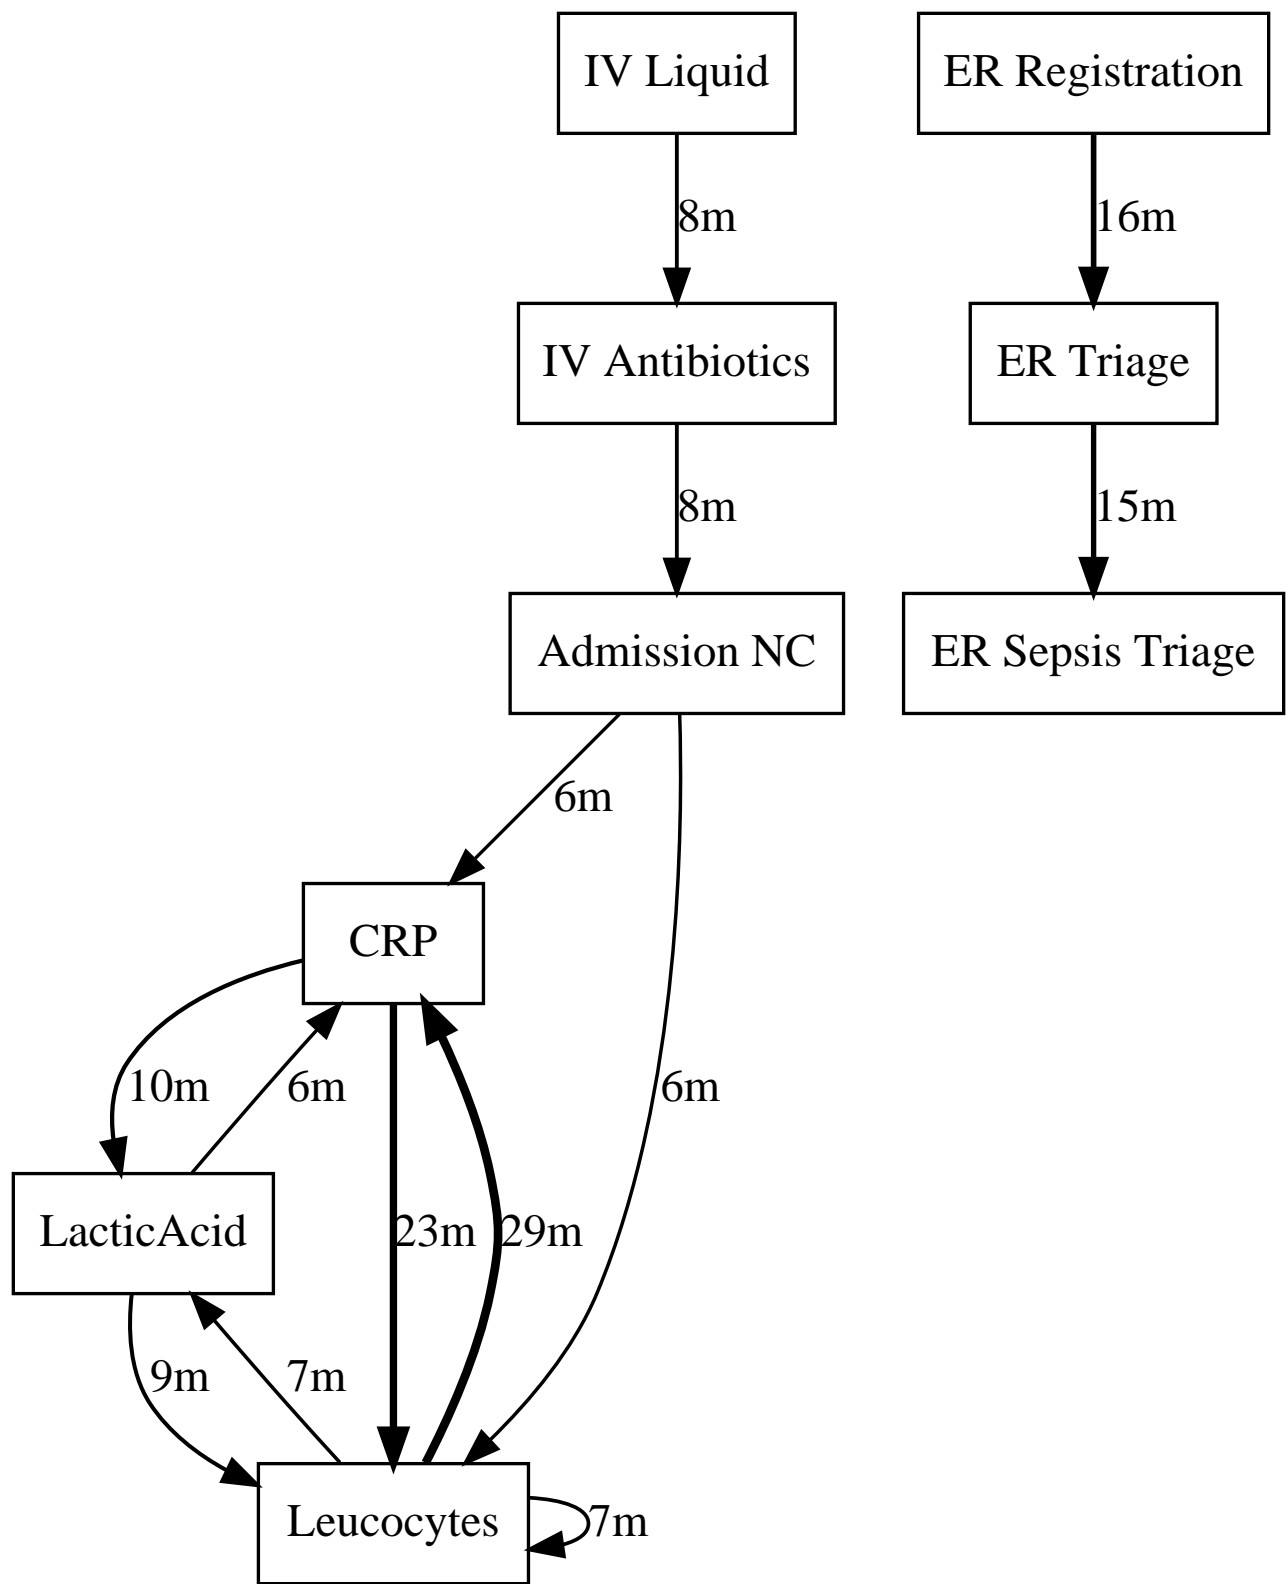 IV Liquid
ER Registration
8m
16m
IV Antibiotics
ER Triage
8m
15m
Admission NC
ER Sepsis Triage
6m
CRP
10m
6m
6m
LacticAcid
23m
29m
9m
7m
Leucocytes
7m